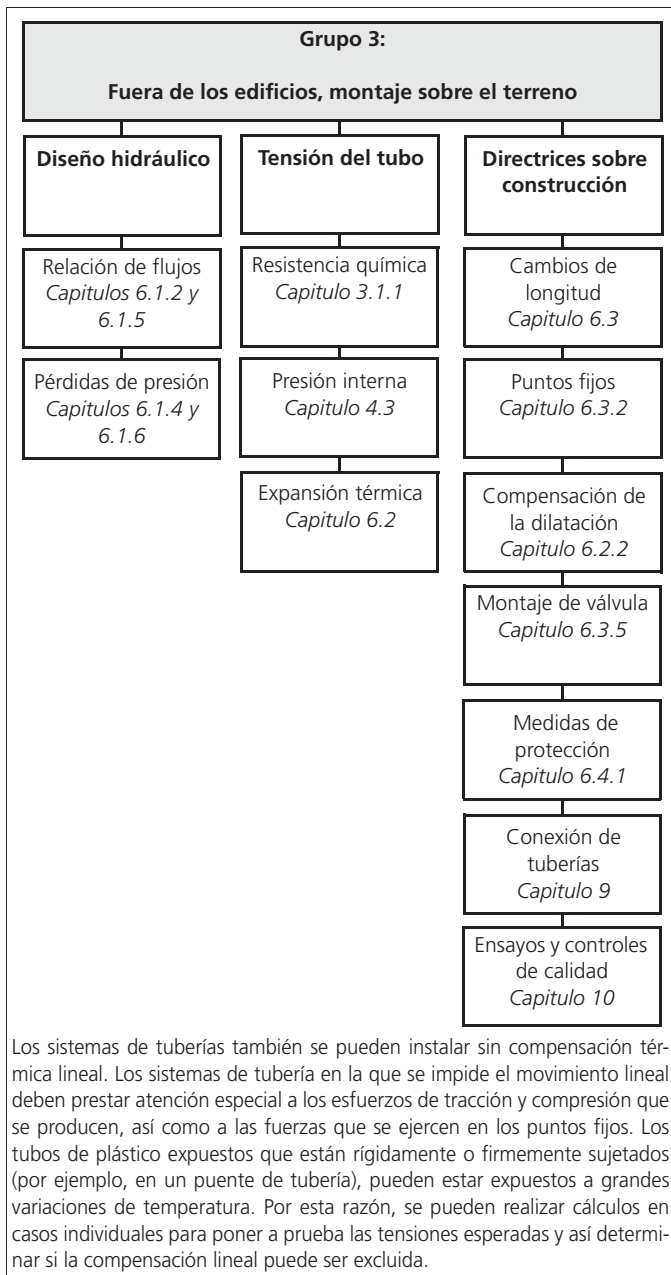 Grupo 3:
Fuera de los edificios, montaje sobre el terreno
Diseño hidráulico
Relación de flujos
Capitulos 6.1.2 y
6.1.5
Pérdidas de presión
Capitulos 6.1.4 y
6.1.6
Tensión del tubo
Resistencia química
Capitulo 3.1.1
Presión interna
Capitulo 4.3
Expansión térmica
Capitulo 6.2
Directrices sobre
construcción
Cambios de
longitud
Capitulo 6.3
Puntos fijos
Capitulo 6.3.2
Compensación de
la dilatación
Capitulo 6.2.2
Montaje de válvula
Capitulo 6.3.5
Medidas de
protección
Capitulo 6.4.1
Conexión de
tuberías
Capitulo 9
Ensayos y controles
de calidad
Capitulo 10
Los sistemas de tuberías también se pueden instalar sin compensación tér-
mica lineal. Los sistemas de tubería en la que se impide el movimiento lineal
deben prestar atención especial a los esfuerzos de tracción y compresión que
se producen, así como a las fuerzas que se ejercen en los puntos fijos. Los
tubos de plástico expuestos que están rígidamente o firmemente sujetados
(por ejemplo, en un puente de tubería), pueden estar expuestos a grandes
variaciones de temperatura. Por esta razón, se pueden realizar cálculos en
casos individuales para poner a prueba las tensiones esperadas y así determi-
nar si la compensación lineal puede ser excluida.